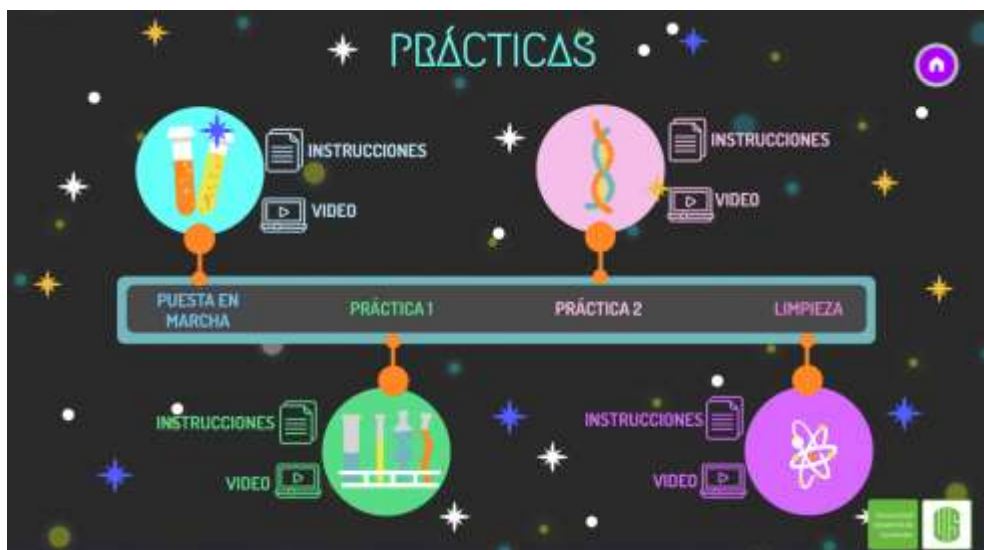 PRÁCTICAS
INSTRUCCIONES
VIDEO
INSTRUCCIONES
VIDEO
PUESTA EN
MARCHA
PRÁCTICA 1
PRÁCTICA 2
LIMPIEZA
INSTRUCCIONES
VIDEO
INSTRUCCIONES
VIDEO